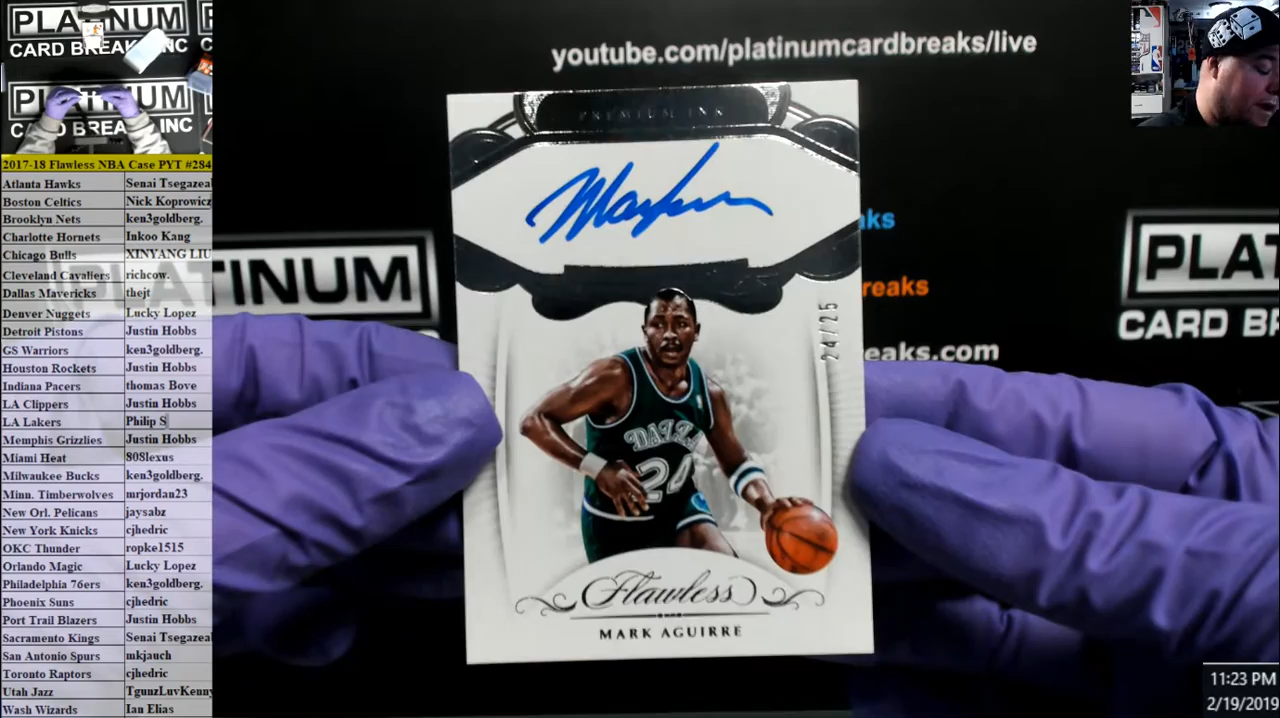 PLATINUM
CARD BREAKS INC
PLATINUM
CARD BREAKS INC
2017-18 Flawless NBA Case PYT #284
Atlanta Hawks Senai Tsegazeal
Boston Celtics Nick Koprowicz
Brooklyn Nets ken3goldberg.
Charlotte Hornets Inkoo Kang
Chicago Bulls XINYANG LIU
Cleveland Cavaliers richcow.
Dallas Mavericks thejt
Denver Nuggets Lucky Lopez
Detroit Pistons Justin Hobbs
GS Warriors ken3goldberg.
Houston Rockets Justin Hobbs
Indiana Pacers thomas Bove
LA Clippers Justin Hobbs
LA Lakers Philip S
Memphis Grizzlies Justin Hobbs
Miami Heat 808lexus
Milwaukee Bucks ken3goldberg.
Minn. Timberwolves mrjordan23
New Orl. Pelicans jaysabz
New York Knicks cjhedric
OKC Thunder ropke1515
Orlando Magic Lucky Lopez
Philadelphia 76ers ken3goldberg.
Phoenix Suns cjhedric
Port Trail Blazers Justin Hobbs
Sacramento Kings Senai Tsegazeal
San Antonio Spurs mkjauch
Toronto Raptors cjhedric
Utah Jazz TgunzLuvKenny
Wash Wizards Ian Elias
youtube.com/platinumcardbreaks/live
PREMIUM INK
aks
reaks
eaks.com
PLATINUM
24/25
DALLA
24
Flawless
MARK AGUIRRE
PLAT
CARD BR
11:23 PM
2/19/2019